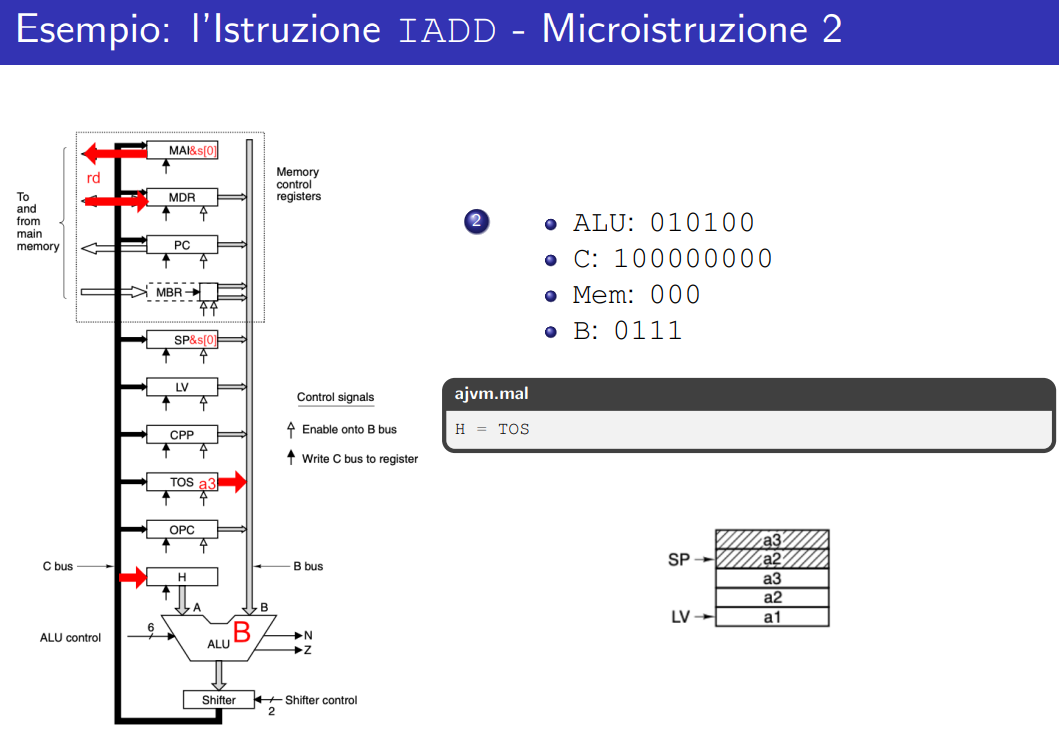 Esempio: l'Istruzione IADD - Microistruzione 2
MAR&s[0]
rd
Memory
control
registers
To
and
from
main
memory
MDR
PC
MBR
SP&s[0]
LV
CPP
TOS a3
OPC
H
Control signals
Enable onto B bus
Write C bus to register
C bus
B bus
A
B
ALU control
6
ALU
B
N
Z
Shifter
Shifter control
2
2
ALU: 010100
C: 100000000
Mem: 000
B: 0111
ajvm.mal
H = TOS
a3
SP
a2
a3
a2
LV
a1